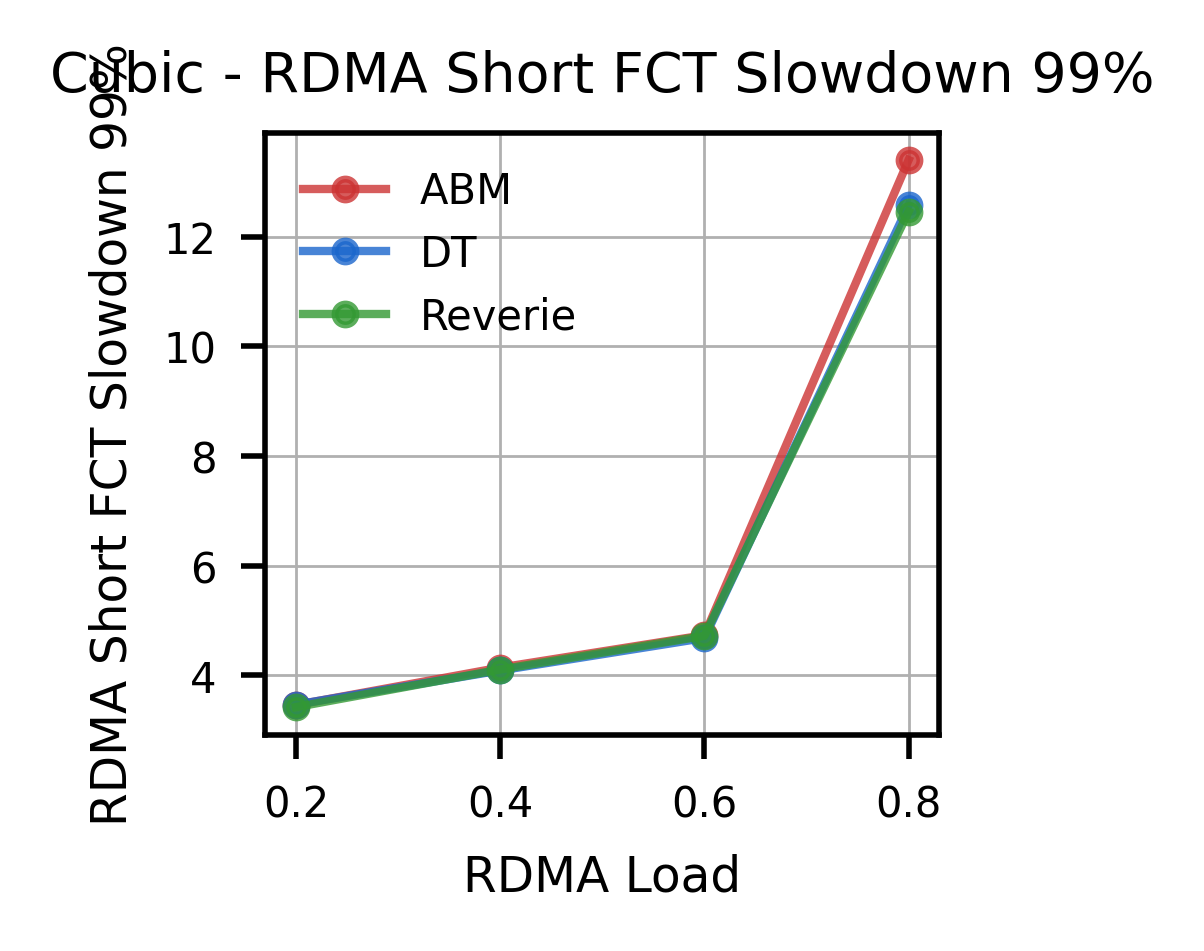 Cubic - RDMA Short FCT Slowdown 99%
RDMA Short FCT Slowdown 99%
ABM
DT
Reverie
12
10
8
6
4
0.2 0.4 0.6 0.8
RDMA Load